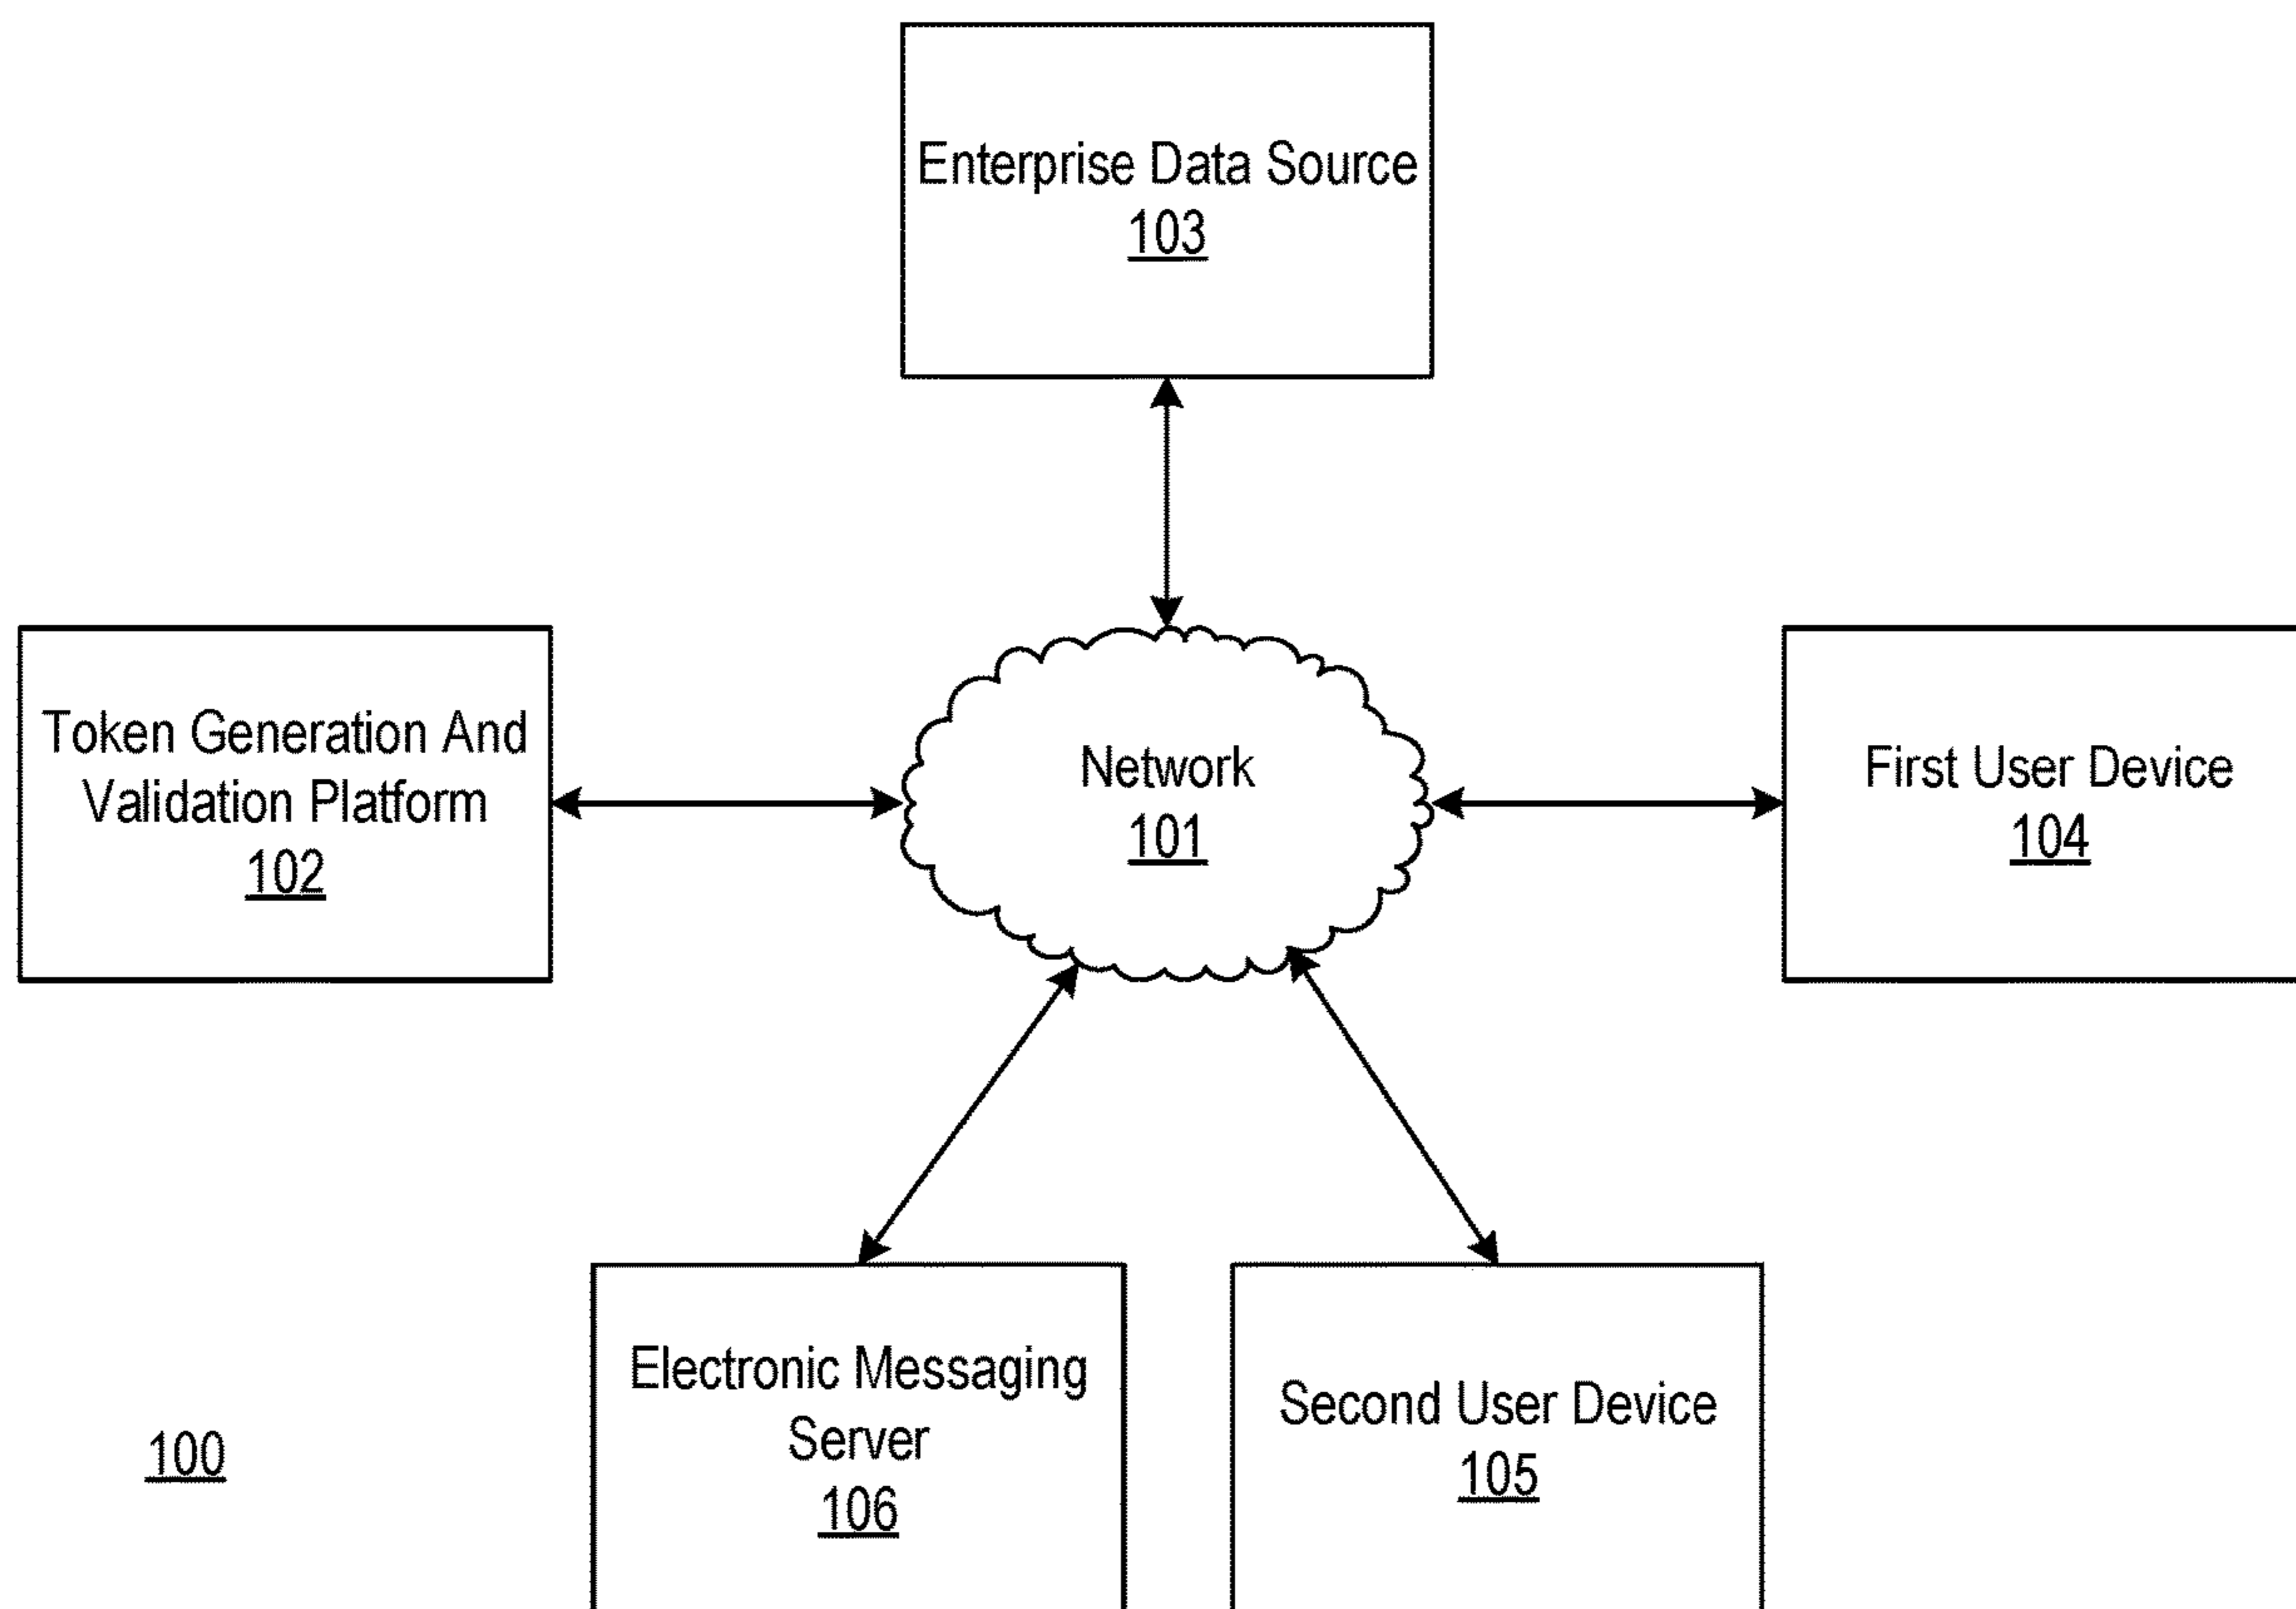 Enterprise Data Source
103
Token Generation And
Validation Platform
102
Network
101
First User Device
104
Electronic Messaging
Server
106
Second User Device
105
100